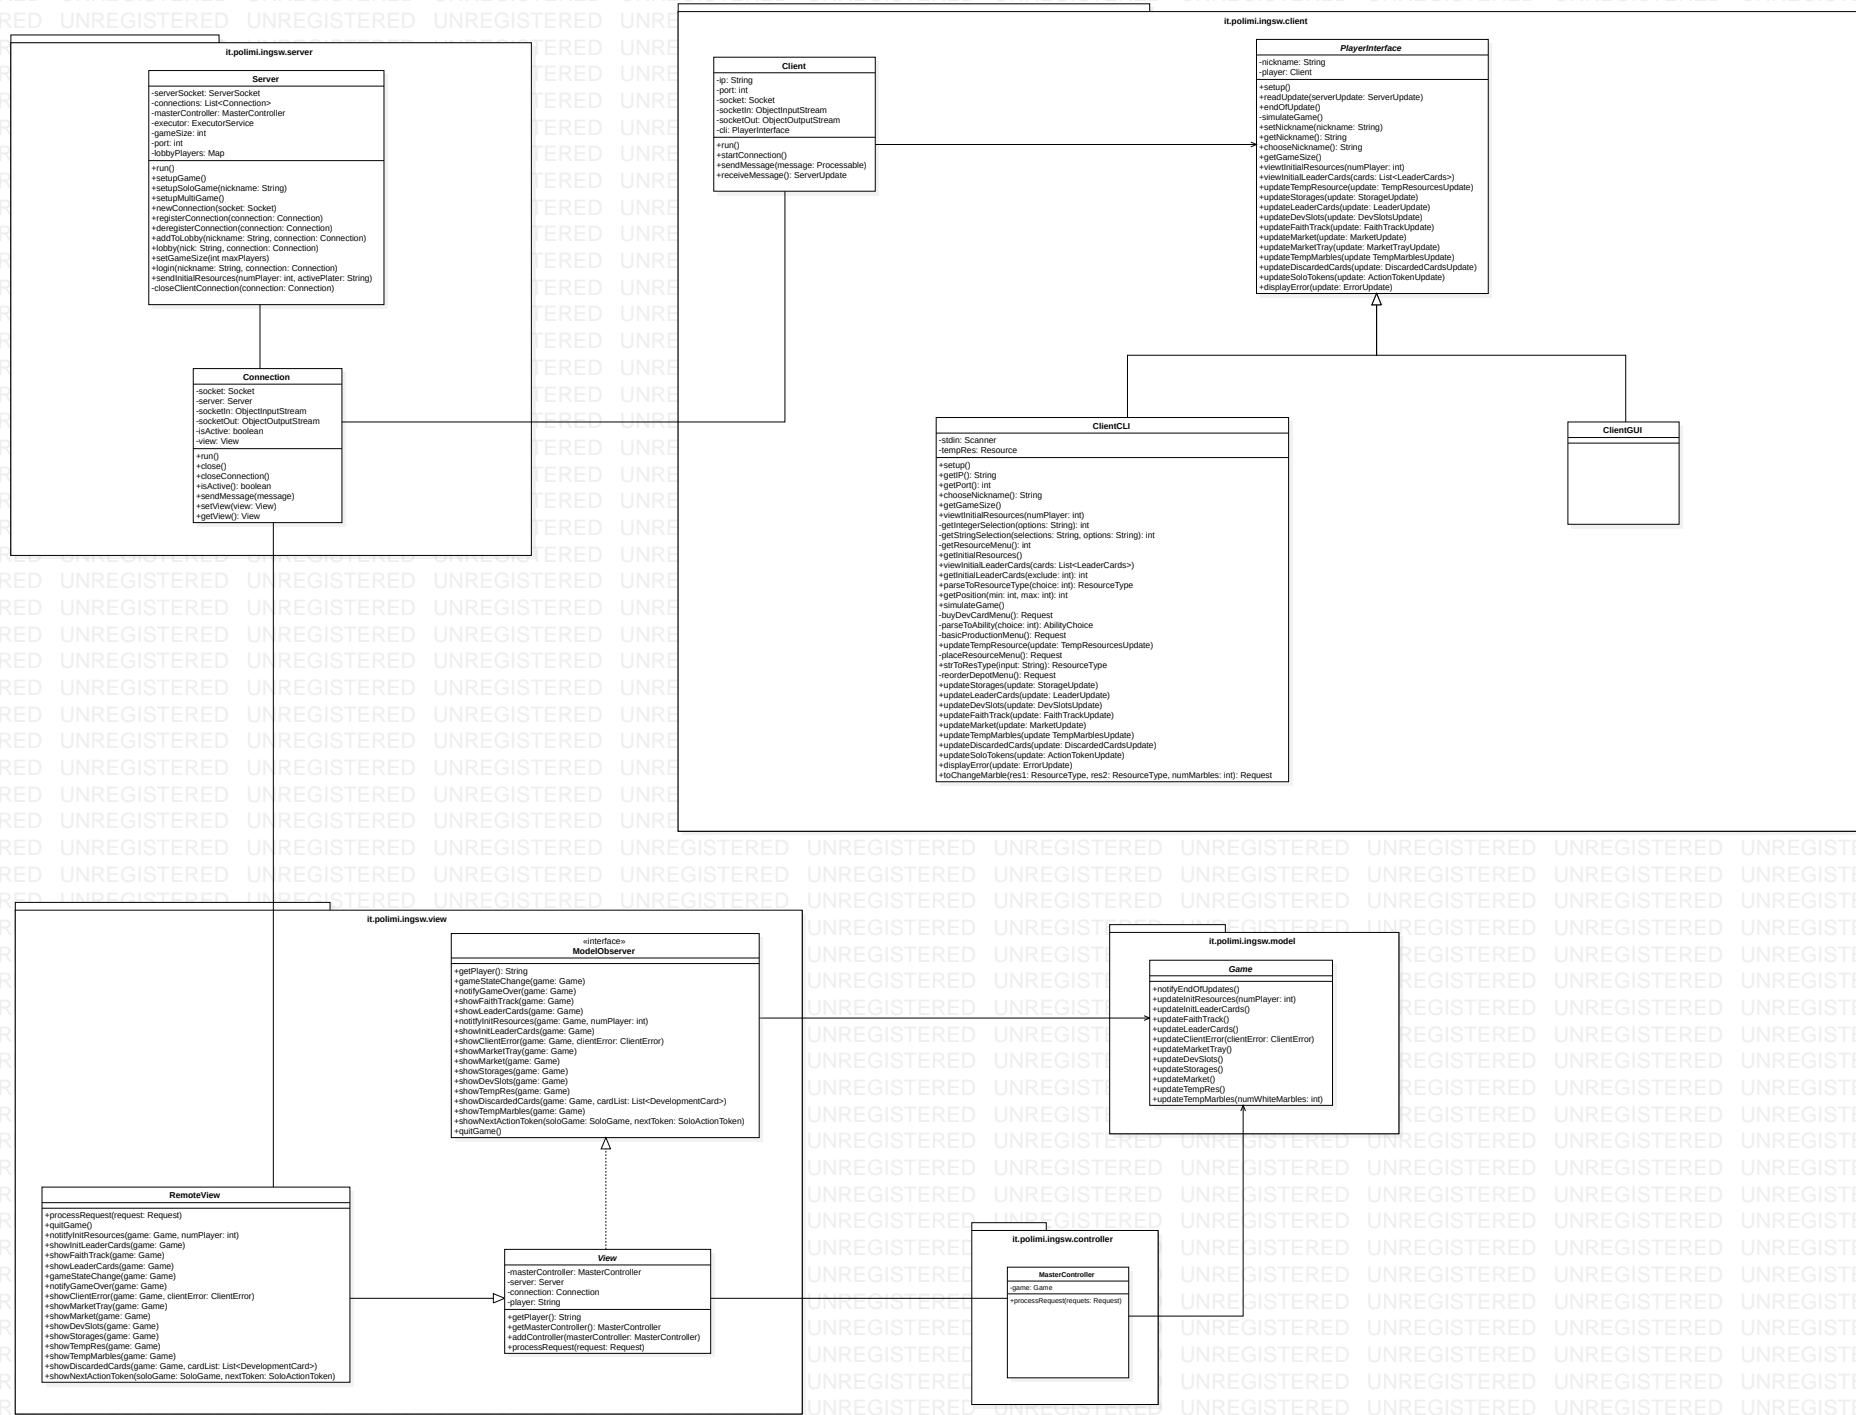 it.polimi.ingsw.server
Server
-serverSocket: ServerSocket
-connections: List<Connection>
-masterController: MasterController
-executor: ExecutorService
-gameSize: int
-port: int
-lobbyPlayers: Map
+run()
+setupGame()
+setupSoloGame(nickname: String)
+setupMultiGame()
+newConnection(socket: Socket)
+registerConnection(connection: Connection)
+deregisterConnection(connection: Connection)
+addToLobby(nickname: String, connection: Connection)
+lobby(nick: String, connection: Connection)
+setGameSize(int maxPlayers)
+login(nickname: String, connection: Connection)
+sendInitialResources(numPlayer: int, activePlater: String)
-closeClientConnection(connection: Connection)
Connection
-socket: Socket
-server: Server
-socketIn: ObjectInputStream
-socketOut: ObjectOutputStream
-isActive: boolean
-view: View
+run()
+close()
+closeConnection()
+isActive(): boolean
+sendMessage(message)
+setView(view: View)
+getView(): View
it.polimi.ingsw.client
Client
-ip: String
-port: int
-socket: Socket
-socketIn: ObjectInputStream
-socketOut: ObjectOutputStream
-cli: PlayerInterface
+run()
+startConnection()
+sendMessage(message: Processable)
+receiveMessage(): ServerUpdate
PlayerInterface
-nickname: String
-player: Client
+setup()
+readUpdate(serverUpdate: ServerUpdate)
+endOfUpdate()
-simulateGame()
+setNickname(nickname: String)
+getNickname(): String
+chooseNickname(): String
+getGameSize()
+viewtInitialResources(numPlayer: int)
+viewInitialLeaderCards(cards: List<LeaderCards>)
+updateTempResource(update: TempResourcesUpdate)
+updateStorages(update: StorageUpdate)
+updateLeaderCards(update: LeaderUpdate)
+updateDevSlots(update: DevSlotsUpdate)
+updateFaithTrack(update: FaithTrackUpdate)
+updateMarket(update: MarketUpdate)
+updateMarketTray(update: MarketTrayUpdate)
+updateTempMarbles(update TempMarblesUpdate)
+updateDiscardedCards(update: DiscardedCardsUpdate)
+updateSoloTokens(update: ActionTokenUpdate)
+displayError(update: ErrorUpdate)
ClientCLI
-stdin: Scanner
-tempRes: Resource
+setup()
+getIP(): String
+getPort(): int
+chooseNickname(): String
+getGameSize()
+viewtInitialResources(numPlayer: int)
-getIntegerSelection(options: String): int
-getStringSelection(selections: String, options: String): int
-getResourceMenu(): int
+getInitialResources()
+viewInitialLeaderCards(cards: List<LeaderCards>)
+getInitialLeaderCards(exclude: int): int
+parseToResourceType(choice: int): ResourceType
+getPosition(min: int, max: int): int
+simulateGame()
-buyDevCardMenu(): Request
-parseToAbility(choice: int): AbilityChoice
-basicProductionMenu(): Request
+updateTempResource(update: TempResourcesUpdate)
-placeResourceMenu(): Request
+strToResType(input: String): ResourceType
-reorderDepotMenu(): Request
+updateStorages(update: StorageUpdate)
+updateLeaderCards(update: LeaderUpdate)
+updateDevSlots(update: DevSlotsUpdate)
+updateFaithTrack(update: FaithTrackUpdate)
+updateMarket(update: MarketUpdate)
+updateTempMarbles(update TempMarblesUpdate)
+updateDiscardedCards(update: DiscardedCardsUpdate)
+updateSoloTokens(update: ActionTokenUpdate)
+displayError(update: ErrorUpdate)
+toChangeMarble(res1: ResourceType, res2: ResourceType, numMarbles: int): Request
ClientGUI
it.polimi.ingsw.view
«interface»
ModelObserver
+getPlayer(): String
+gameStateChange(game: Game)
+notifyGameOver(game: Game)
+showFaithTrack(game: Game)
+showLeaderCards(game: Game)
+notitfyInitResources(game: Game, numPlayer: int)
+showInitLeaderCards(game: Game)
+showClientError(game: Game, clientError: ClientError)
+showMarketTray(game: Game)
+showMarket(game: Game)
+showStorages(game: Game)
+showDevSlots(game: Game)
+showTempRes(game: Game)
+showDiscardedCards(game: Game, cardList: List<DevelopmentCard>)
+showTempMarbles(game: Game)
+showNextActionToken(soloGame: SoloGame, nextToken: SoloActionToken)
+quitGame()
RemoteView
+processRequest(request: Request)
+quitGame()
+notitfyInitResources(game: Game, numPlayer: int)
+showInitLeaderCards(game: Game)
+showFaithTrack(game: Game)
+showLeaderCards(game: Game)
+gameStateChange(game: Game)
+notifyGameOver(game: Game)
+showClientError(game: Game, clientError: ClientError)
+showMarketTray(game: Game)
+showMarket(game: Game)
+showDevSlots(game: Game)
+showStorages(game: Game)
+showTempRes(game: Game)
+showTempMarbles(game: Game)
+showDiscardedCards(game: Game, cardList: List<DevelopmentCard>)
+showNextActionToken(soloGame: SoloGame, nextToken: SoloActionToken)
View
-masterController: MasterController
-server: Server
-connection: Connection
-player: String
+getPlayer(): String
+getMasterController(): MasterController
+addController(masterController: MasterController)
+processRequest(request: Request)
it.polimi.ingsw.model
Game
+notifyEndOfUpdates()
+updateInitResources(numPlayer: int)
+updateInitLeaderCards()
+updateFaithTrack()
+updateLeaderCards()
+updateClientError(clientError: ClientError)
+updateMarketTray()
+updateDevSlots()
+updateStorages()
+updateMarket()
+updateTempRes()
+updateTempMarbles(numWhiteMarbles: int)
it.polimi.ingsw.controller
MasterController
-game: Game
+processRequest(requets: Request)